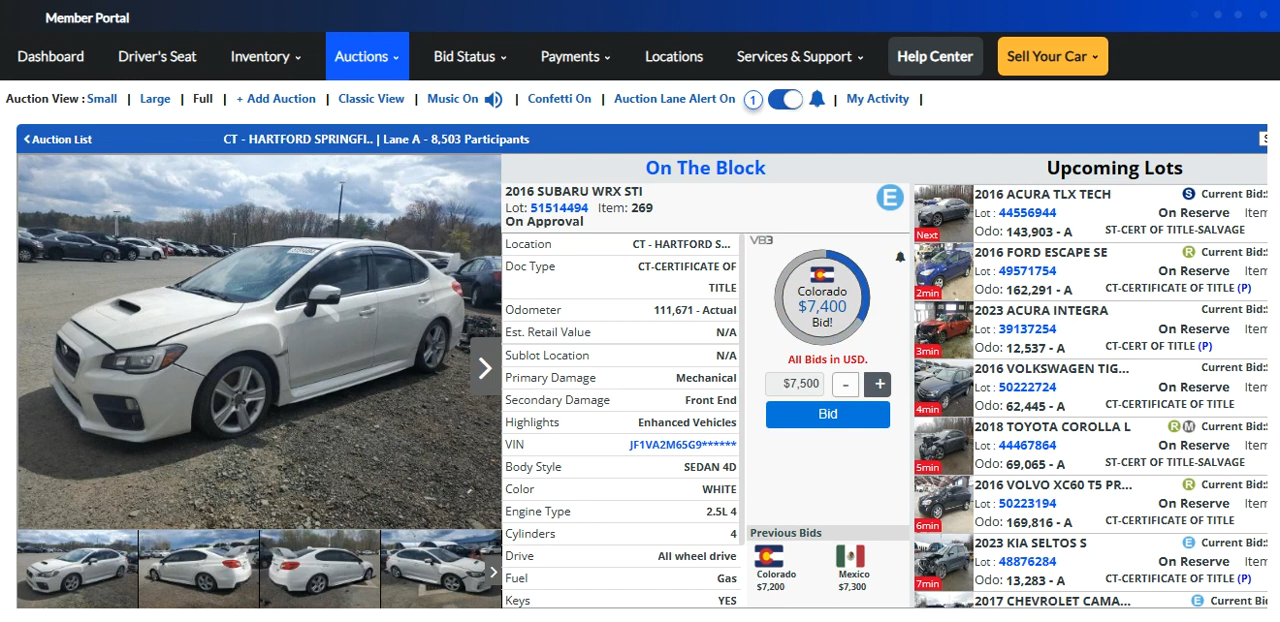 Member Portal
Dashboard Driver's Seat Inventory Auctions Bid Status Payments Locations Services & Support Help Center Sell Your Car
Auction View : Small | Large | Full | + Add Auction | Classic View | Music On | Confetti On | Auction Lane Alert On 1 | My Activity |
Auction List CT - HARTFORD SPRINGFI.. | Lane A - 8,503 Participants
On The Block
2016 SUBARU WRX STI
Lot: 51514494 Item: 269
On Approval
E
Location CT - HARTFORD S...
Doc Type CT-CERTIFICATE OF
TITLE
Odometer 111,671 - Actual
Est. Retail Value N/A
Sublot Location N/A
Primary Damage Mechanical
Secondary Damage Front End
Highlights Enhanced Vehicles
VIN JF1VA2M65G9******
Body Style SEDAN 4D
Color WHITE
Engine Type 2.5L 4
Cylinders 4
Drive All wheel drive
Fuel Gas
Keys YES
VB3
Colorado
$7,400
Bid!
All Bids in USD.
$7,500 - +
Bid
Previous Bids
Colorado
$7,200
Mexico
$7,300
Upcoming Lots
2016 ACURA TLX TECH S Current Bid:
Lot : 44556944 On Reserve Item
Odo: 143,903 - A ST-CERT OF TITLE-SALVAGE
Next
2016 FORD ESCAPE SE R Current Bid:
Lot : 49571754 On Reserve Item
Odo: 162,291 - A CT-CERTIFICATE OF TITLE (P)
2min
2023 ACURA INTEGRA Current Bid:
Lot : 39137254 On Reserve Item
Odo: 12,537 - A CT-CERT OF TITLE (P)
3min
2016 VOLKSWAGEN TIG... Current Bid:
Lot : 50222724 On Reserve Item
Odo: 62,445 - A CT-CERTIFICATE OF TITLE
4min
2018 TOYOTA COROLLA L R M Current Bid:
Lot : 44467864 On Reserve Item
Odo: 69,065 - A ST-CERT OF TITLE-SALVAGE
5min
2016 VOLVO XC60 T5 PR... R Current Bid:
Lot : 50223194 On Reserve Item
Odo: 169,816 - A CT-CERTIFICATE OF TITLE
6min
2023 KIA SELTOS S E Current Bid:
Lot : 48876284 On Reserve Item
Odo: 13,283 - A CT-CERTIFICATE OF TITLE (P)
7min
2017 CHEVROLET CAMA... E Current Bid